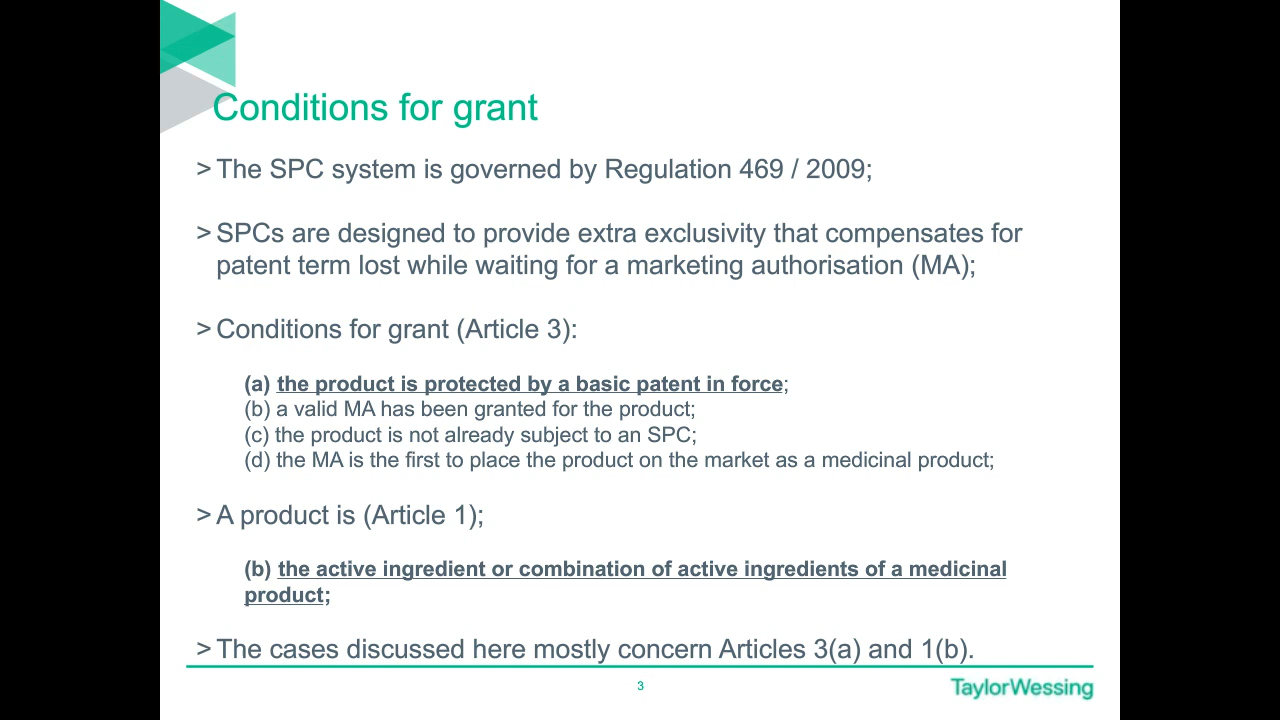 Conditions for grant
> The SPC system is governed by Regulation 469 / 2009;
> SPCs are designed to provide extra exclusivity that compensates for
patent term lost while waiting for a marketing authorisation (MA);
> Conditions for grant (Article 3):
(a) the product is protected by a basic patent in force;
(b) a valid MA has been granted for the product;
(c) the product is not already subject to an SPC;
(d) the MA is the first to place the product on the market as a medicinal product;
> A product is (Article 1);
(b) the active ingredient or combination of active ingredients of a medicinal
product;
> The cases discussed here mostly concern Articles 3(a) and 1(b).
3
TaylorWessing